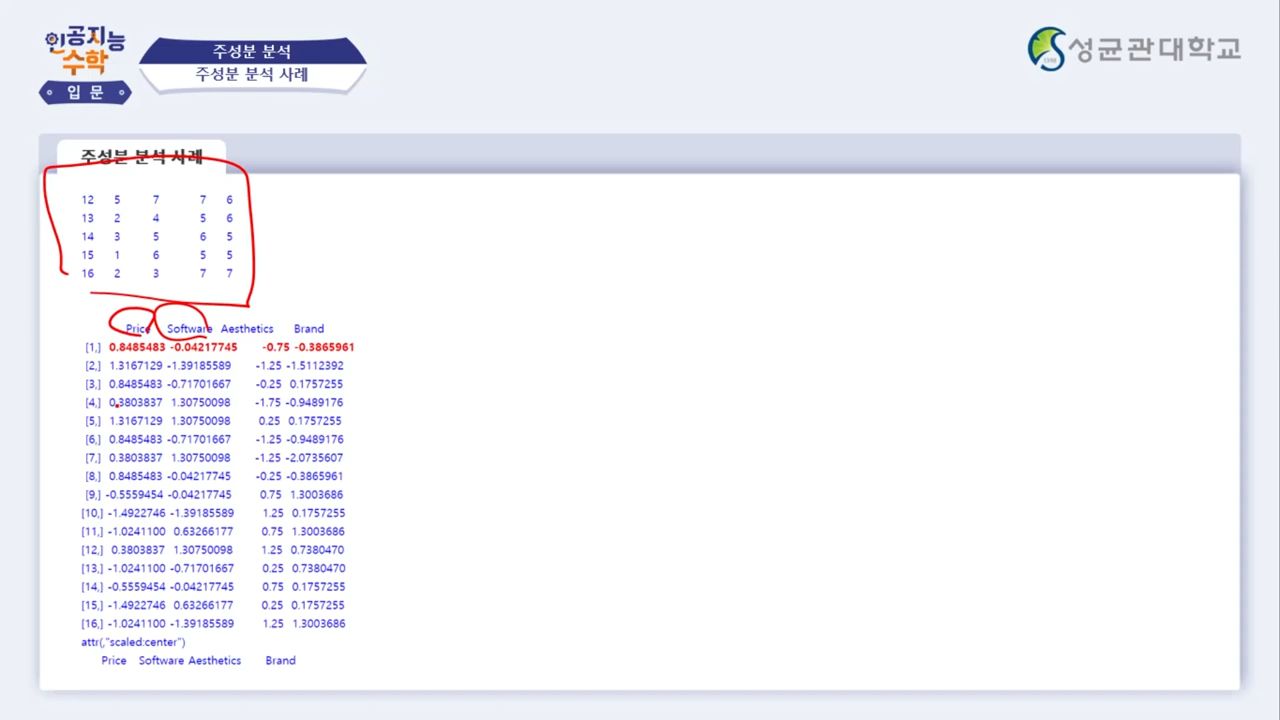 인공지능
수학
입문
주성분 분석
주성분 분석 사례
성균관대학교
주성분 분석 사례
12 5 7 7 6
13 2 4 5 6
14 3 5 6 5
15 1 6 5 5
16 2 3 7 7
Price Software Aesthetics Brand
[1,] 0.8485483 -0.04217745 -0.75 -0.3865961
[2,] 1.3167129 -1.39185589 -1.25 -1.5112392
[3,] 0.8485483 -0.71701667 -0.25 0.1757255
[4,] 0.3803837 1.30750098 -1.75 -0.9489176
[5,] 1.3167129 1.30750098 0.25 0.1757255
[6,] 0.8485483 -0.71701667 -1.25 -0.9489176
[7,] 0.3803837 1.30750098 -1.25 -2.0735607
[8,] 0.8485483 -0.04217745 -0.25 -0.3865961
[9,] -0.5559454 -0.04217745 0.75 1.3003686
[10,] -1.4922746 -1.39185589 1.25 0.1757255
[11,] -1.0241100 0.63266177 0.75 1.3003686
[12,] 0.3803837 1.30750098 1.25 0.7380470
[13,] -1.0241100 -0.71701667 0.25 0.7380470
[14,] -0.5559454 -0.04217745 0.75 0.1757255
[15,] -1.4922746 0.63266177 0.25 0.1757255
[16,] -1.0241100 -1.39185589 1.25 1.3003686
attr(,"scaled:center")
Price Software Aesthetics Brand